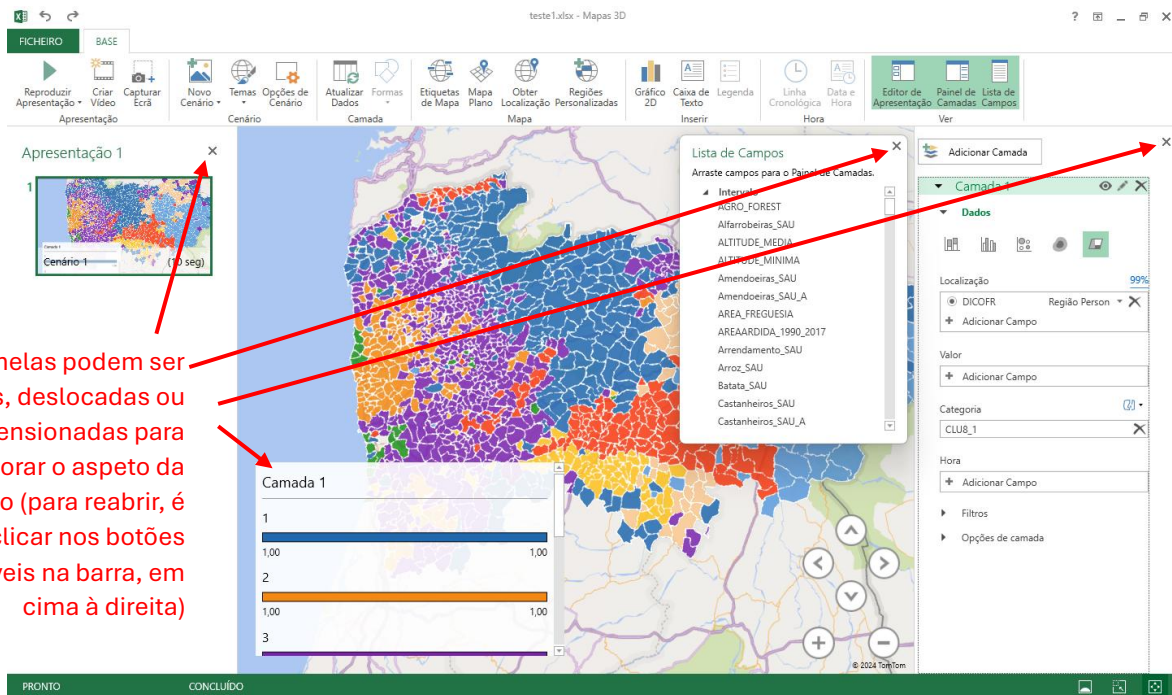 teste1.xlsx - Mapas 3D
FICHEIRO
BASE
Reproduzir
Apresentação
Criar
Vídeo
Capturar
Ecrã
Apresentação
Novo
Cenário
Temas
Opções de
Cenário
Cenário
Atualizar
Dados
Formas
Camada
Etiquetas
de Mapa
Mapa
Plano
Obter
Localização
Regiões
Personalizadas
Mapa
Gráfico
2D
Caixa de
Texto
Legenda
Inserir
Linha
Cronológica
Data e
Hora
Hora
Editor de
Apresentação
Painel de
Camadas
Lista de
Campos
Ver
Apresentação 1
1
Camada 1
Cenário 1
(10 seg)
nelas podem ser
s, deslocadas ou
ensionadas para
orar o aspeto da
o (para reabrir, é
clicar nos botões
veis na barra, em
cima à direita)
Camada 1
1
1,00 1,00
2
1,00 1,00
3
Lista de Campos
Arraste campos para o Painel de Camadas.
Intervalo
AGRO_FOREST
Alfarrobeiras_SAU
ALTITUDE_MEDIA
ALTITUDE_MINIMA
Amendoeiras_SAU
Amendoeiras_SAU_A
AREA_FREGUESIA
AREAARDIDA_1990_2017
Arrendamento_SAU
Arroz_SAU
Batata_SAU
Castanheiros_SAU
Castanheiros_SAU_A
© 2024 TomTom
Adicionar Camada
Camada 1
Dados
Localização 99%
DICOFR Região Person
+ Adicionar Campo
Valor
+ Adicionar Campo
Categoria
CLU8_1
Hora
+ Adicionar Campo
Filtros
Opções de camada
PRONTO
CONCLUÍDO